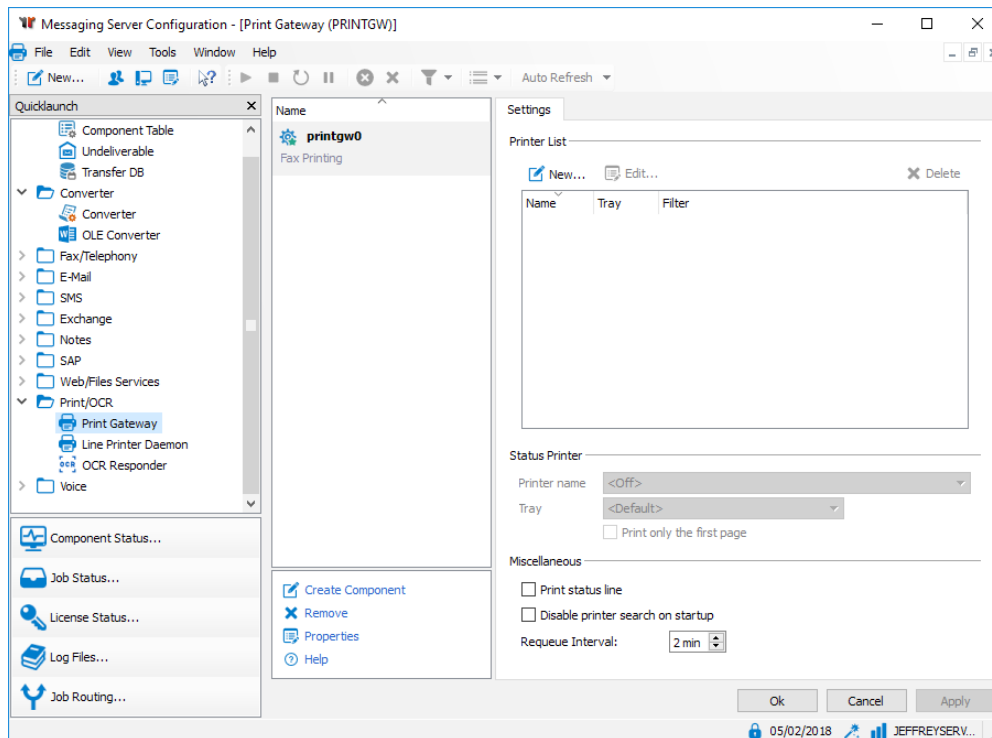 Messaging Server Configuration - [Print Gateway (PRINTGW)]
File Edit View Tools Window Help
New... Auto Refresh
Quicklaunch
Component Table
Undeliverable
Transfer DB
Converter
Converter
OLE Converter
Fax/Telephony
E-Mail
SMS
Exchange
Notes
SAP
Web/Files Services
Print/OCR
Print Gateway
Line Printer Daemon
OCR OCR Responder
Voice
Component Status...
Job Status...
License Status...
Log Files...
Job Routing...
Name
printgw0
Fax Printing
Create Component
Remove
Properties
Help
Settings
Printer List
New... Edit... Delete
Name Tray Filter
Status Printer
Printer name <Off>
Tray <Default>
Print only the first page
Miscellaneous
Print status line
Disable printer search on startup
Requeue Interval: 2 min
Ok Cancel Apply
05/02/2018 JEFFREYSERV...